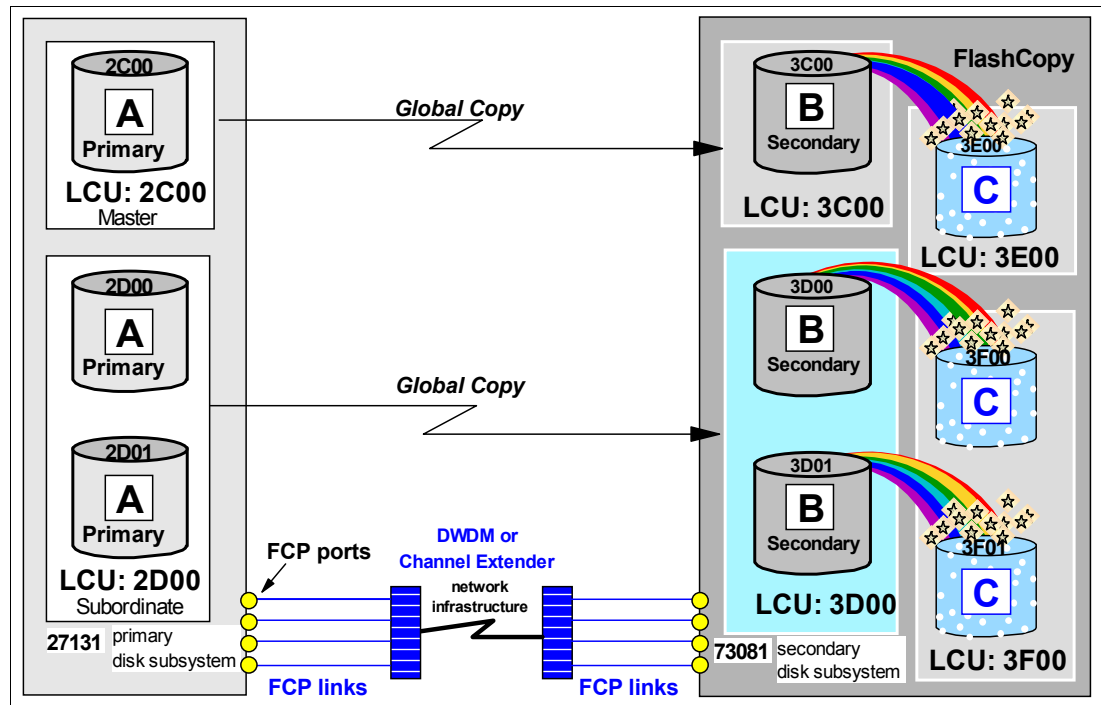 2C00
A
Primary
LCU: 2C00
Master
Global Copy
3C00
B
Secondary
LCU: 3C00
FlashCopy
3E00
C
LCU: 3E00
2D00
A
Primary
2D01
A
Primary
LCU: 2D00
Subordinate
Global Copy
3D00
B
Secondary
3D01
B
Secondary
LCU: 3D00
3F00
C
3F01
C
LCU: 3F00
27131 primary
disk subsystem
FCP ports
FCP links
DWDM or
Channel Extender
network
infrastructure
FCP links
73081 secondary
disk subsystem